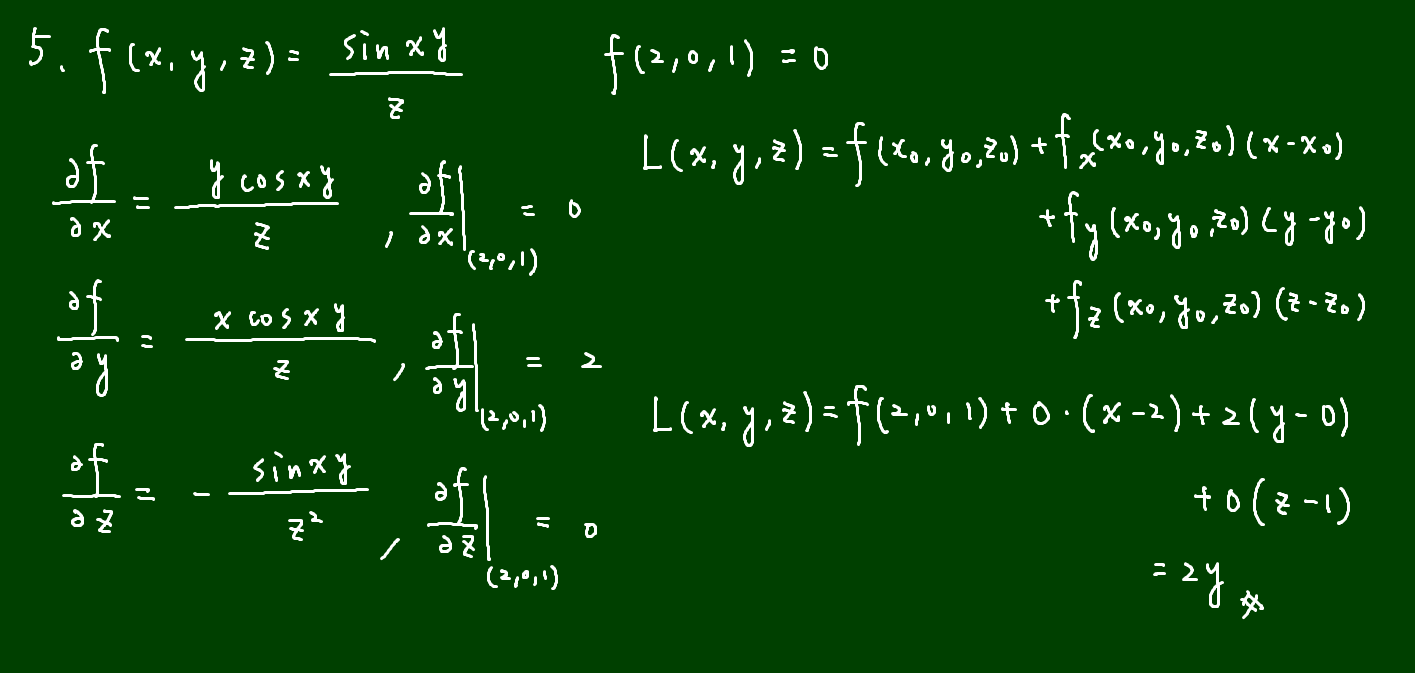 5. f(x,y,z) = sin xy / z
∂f/∂x = y cos xy / z , ∂f/∂x |(2,0,1) = 0
∂f/∂y = x cos xy / z , ∂f/∂y |(2,0,1) = 2
∂f/∂z = - sin xy / z² , ∂f/∂z |(2,0,1) = 0
f(2,0,1) = 0
L(x,y,z) = f(x₀,y₀,z₀) + fₓ(x₀,y₀,z₀)(x-x₀)
+ f_y(x₀,y₀,z₀)(y-y₀)
+ f_z(x₀,y₀,z₀)(z-z₀)
L(x,y,z) = f(2,0,1) + 0·(x-2) + 2(y-0)
+ 0(z-1)
= 2y